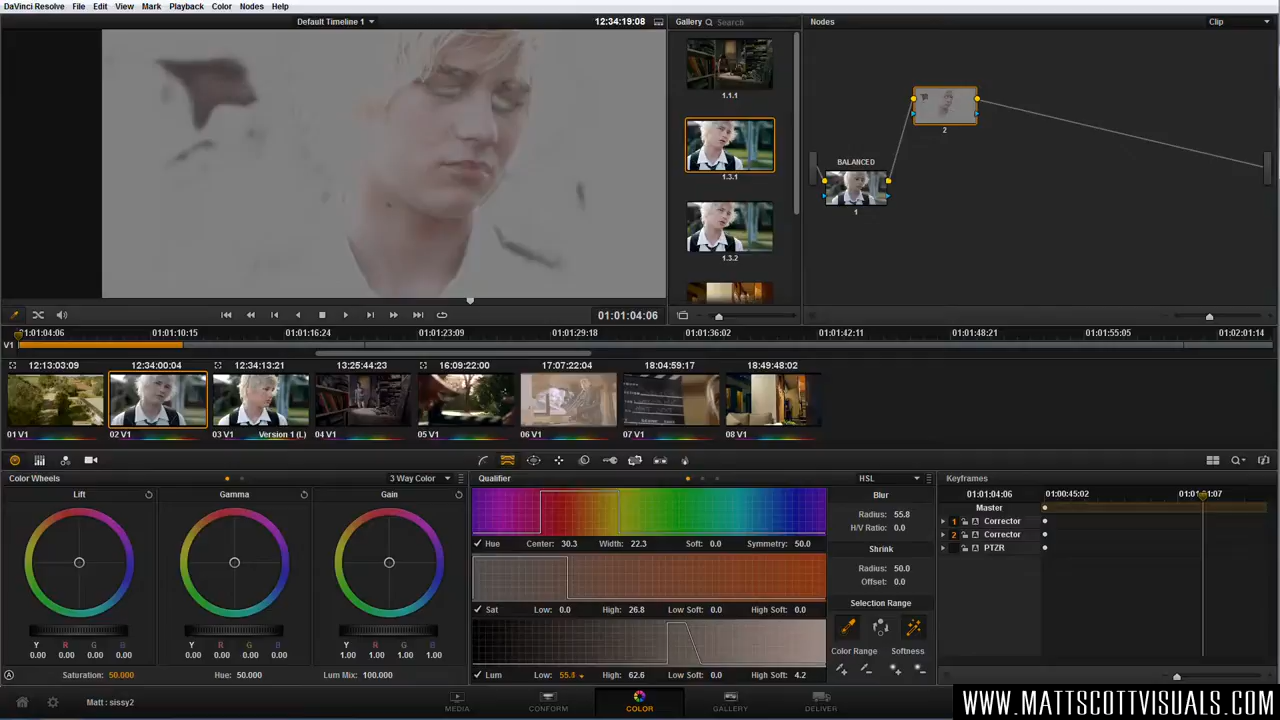 DaVinci Resolve File Edit View Mark Playback Color Nodes Help
Default Timeline 1 12:34:19:08 Gallery Search Nodes Clip
1.1.1
1.3.1
1.3.2
2
BALANCED
1
01:01:04:06
01:01:04:06 01:01:10:15 01:01:16:24 01:01:23:09 01:01:29:18 01:01:36:02 01:01:42:11 01:01:48:21 01:01:55:05 01:02:01:14
V1
12:13:03:09 12:34:00:04 12:34:13:21 13:25:44:23 16:09:22:00 17:07:22:04 18:04:59:17 18:49:48:02
01 V1 02 V1 03 V1 Version 1 (L) 04 V1 05 V1 06 V1 07 V1 08 V1
Color Wheels 3 Way Color Qualifier HSL Keyframes
Lift Gamma Gain
Y R G B Y R G B Y R G B
0.00 0.00 0.00 0.00 0.00 0.00 0.00 0.00 1.00 1.00 1.00 1.00
Saturation: 50.000 Hue: 50.000 Lum Mix: 100.000
Hue Center: 30.3 Width: 22.3 Soft: 0.0 Symmetry: 50.0
Sat Low: 0.0 High: 26.8 Low Soft: 0.0 High Soft: 0.0
Lum Low: High: 62.6 Low Soft: 0.0 High Soft: 4.2
Blur
Radius: 55.8
H/V Ratio: 0.0
Shrink
Radius: 50.0
Offset: 0.0
Selection Range
Color Range Softness
01:01:04:06 01:00:45:02
Master
1 Corrector
2 Corrector
PTZR
Matt : sissy2
MEDIA CONFORM COLOR GALLERY DELIVER
WWW.MATTSCOTTVISUALS.COM